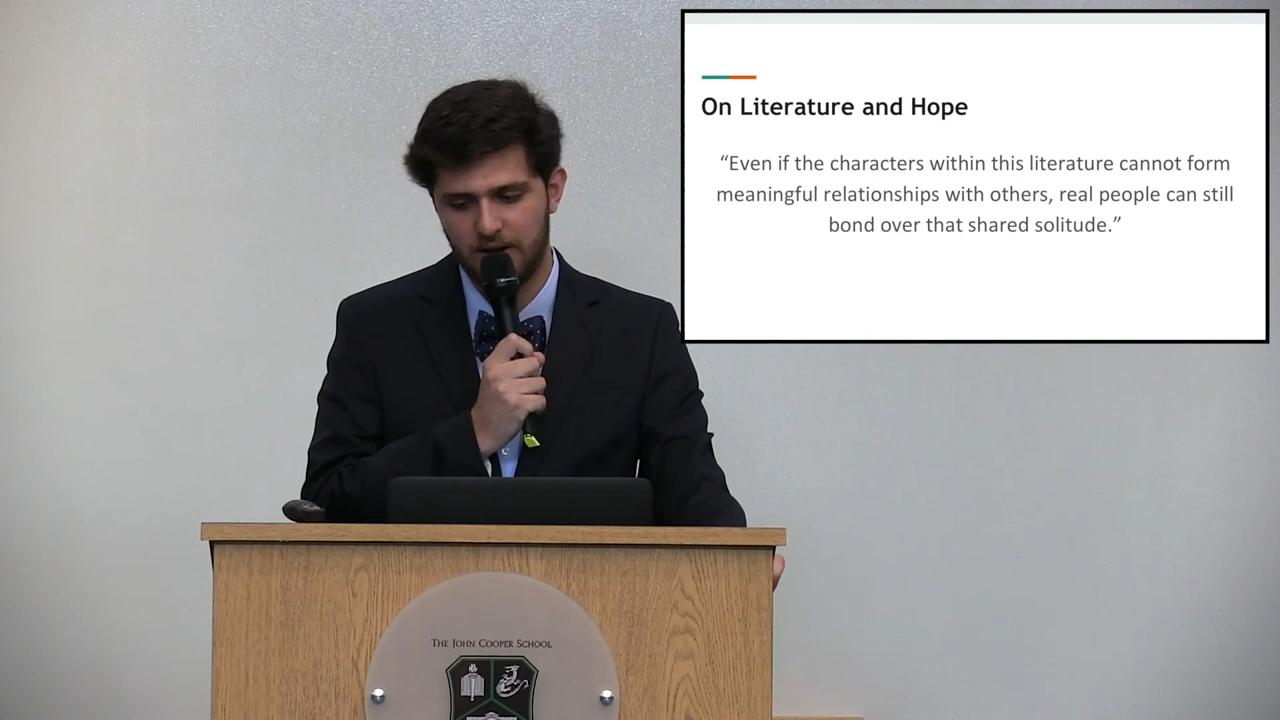 On Literature and Hope
“Even if the characters within this literature cannot form
meaningful relationships with others, real people can still
bond over that shared solitude.”
THE JOHN COOPER SCHOOL